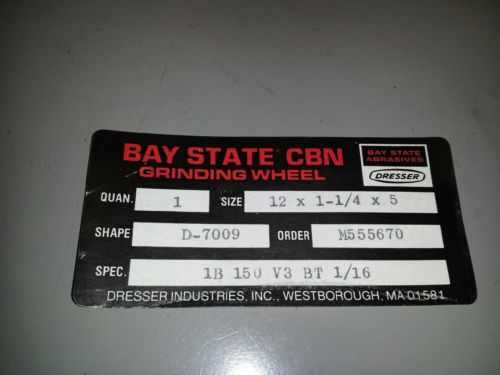 BAY STATE CBN
GRINDING WHEEL
BAY STATE
ABRASIVES
DRESSER
QUAN. 1 SIZE 12 x 1-1/4 x 5
SHAPE D-7009 ORDER M555670
SPEC. 1B 150 V3 BT 1/16
DRESSER INDUSTRIES, INC., WESTBOROUGH, MA 01581